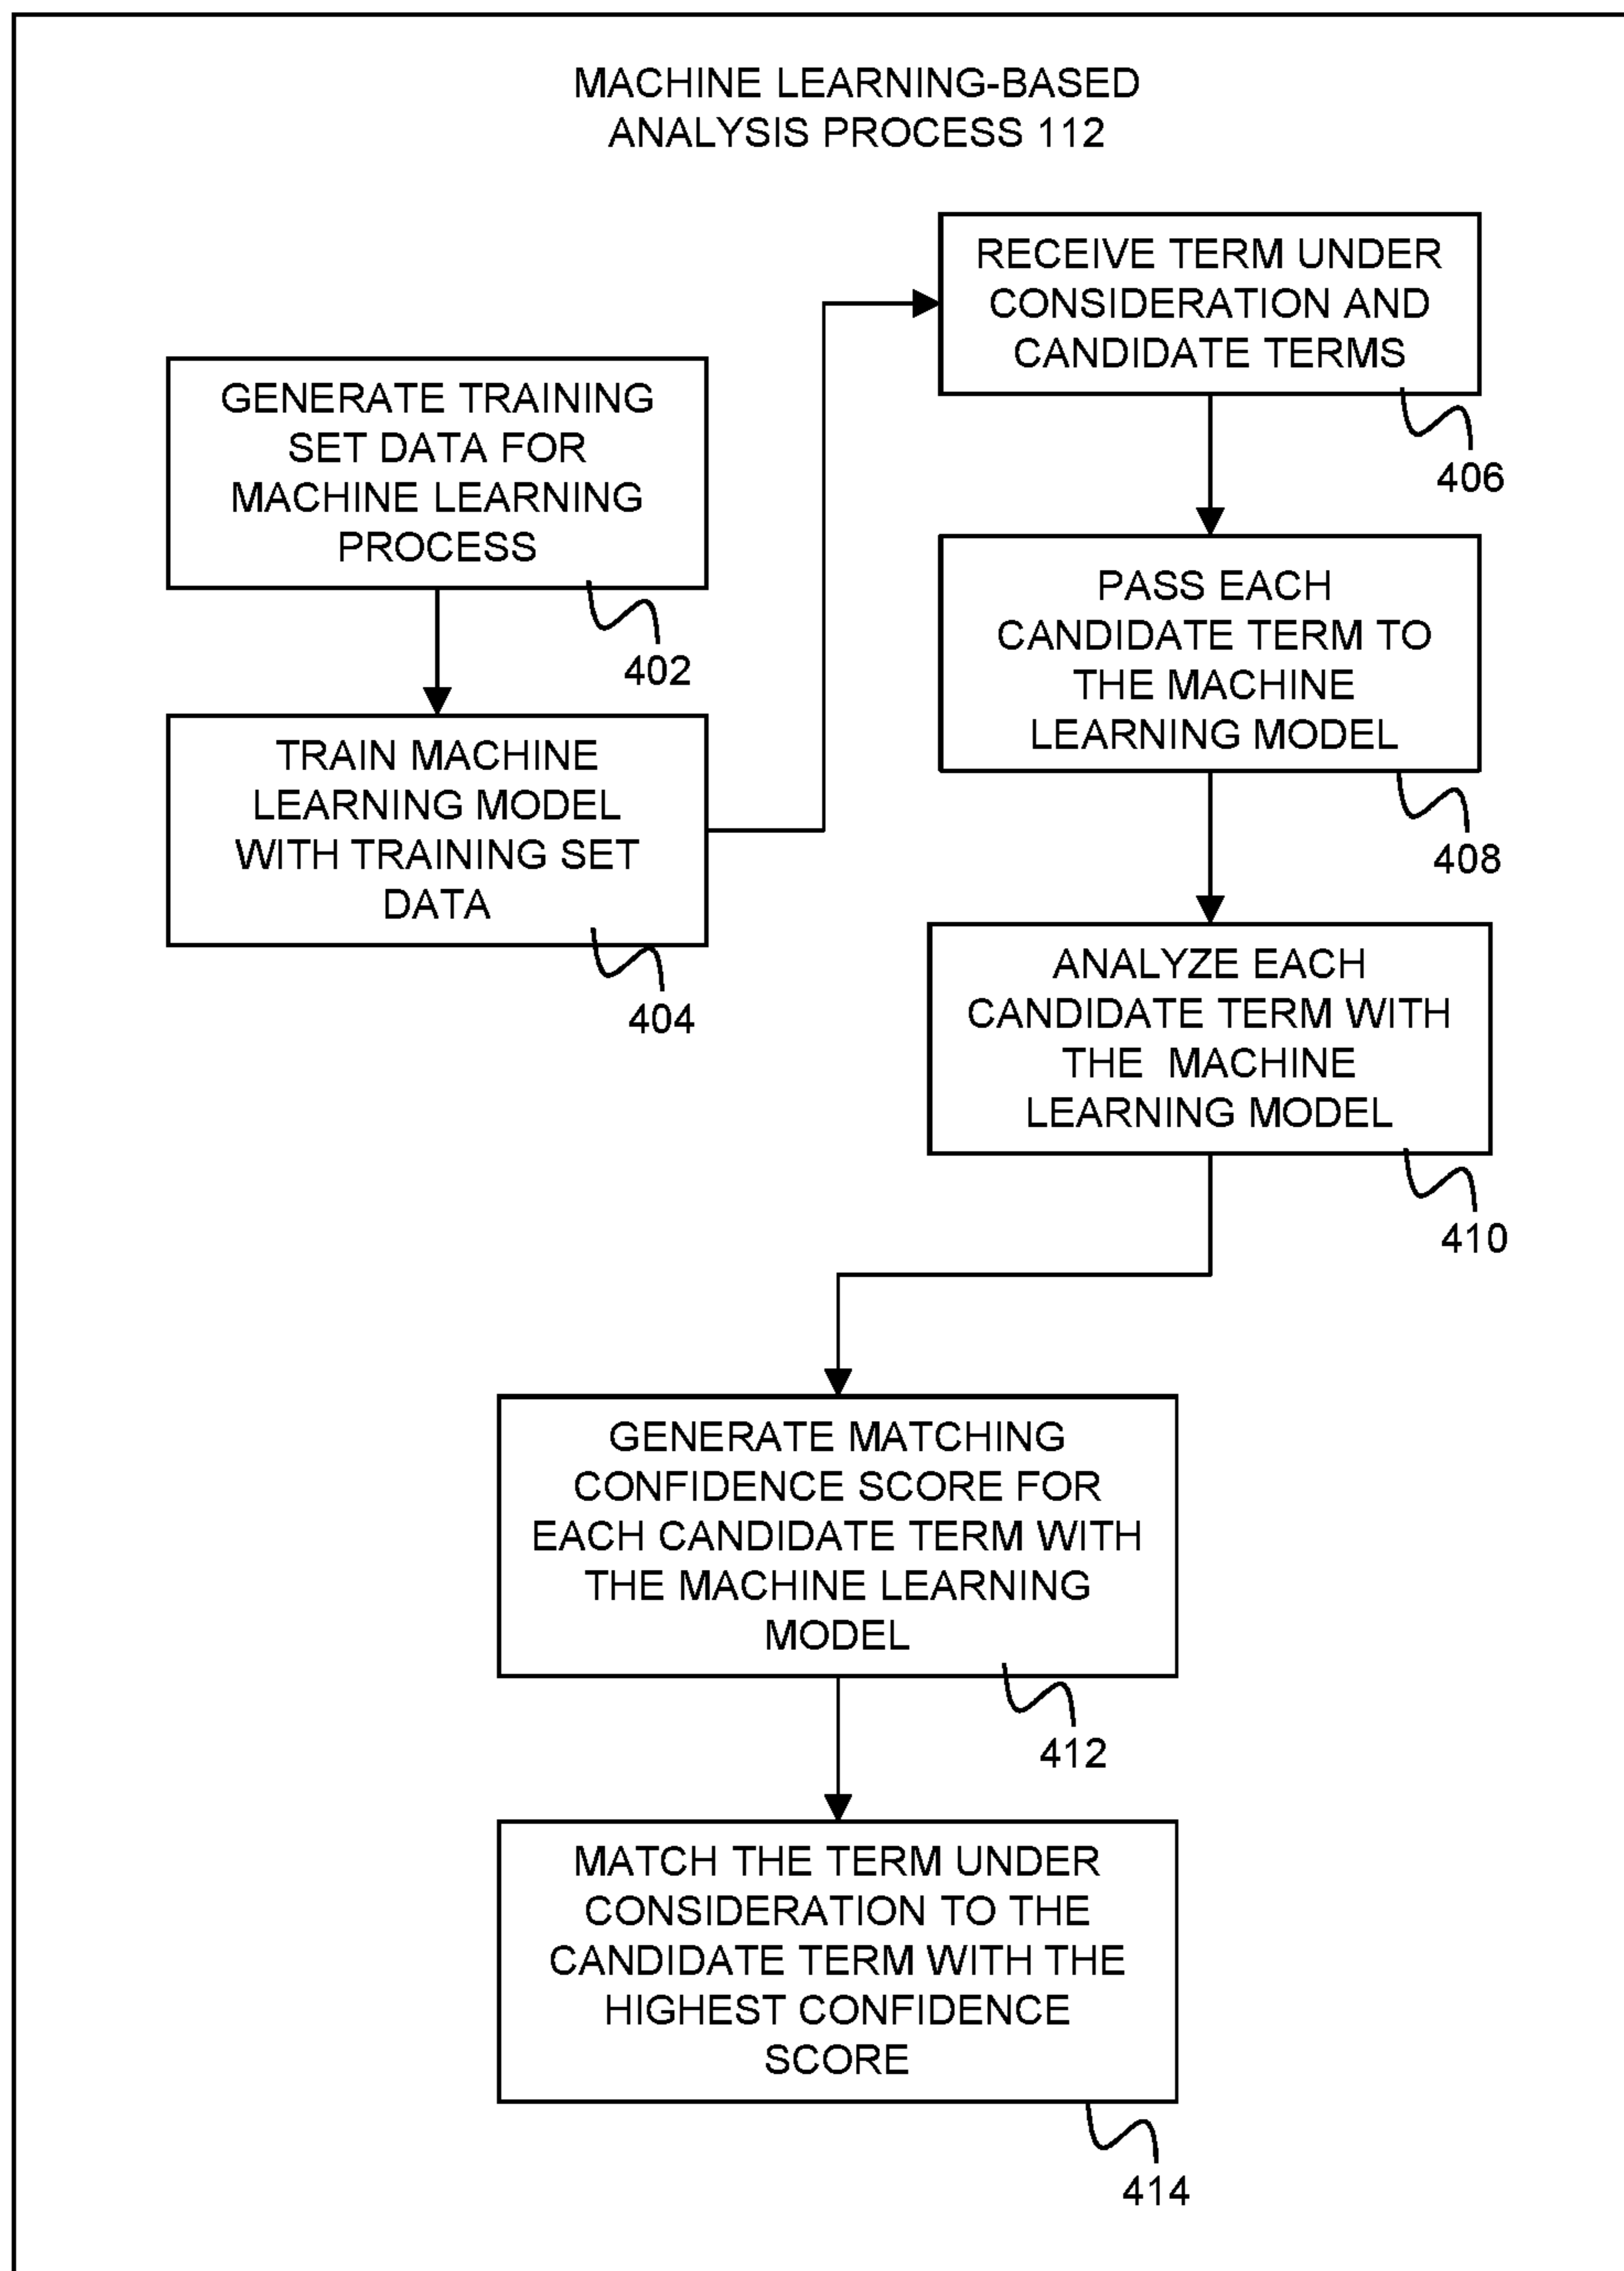 MACHINE LEARNING-BASED
ANALYSIS PROCESS 112
GENERATE TRAINING
SET DATA FOR
MACHINE LEARNING
PROCESS
402
TRAIN MACHINE
LEARNING MODEL
WITH TRAINING SET
DATA
404
RECEIVE TERM UNDER
CONSIDERATION AND
CANDIDATE TERMS
406
PASS EACH
CANDIDATE TERM TO
THE MACHINE
LEARNING MODEL
408
ANALYZE EACH
CANDIDATE TERM WITH
THE MACHINE
LEARNING MODEL
410
GENERATE MATCHING
CONFIDENCE SCORE FOR
EACH CANDIDATE TERM WITH
THE MACHINE LEARNING
MODEL
412
MATCH THE TERM UNDER
CONSIDERATION TO THE
CANDIDATE TERM WITH THE
HIGHEST CONFIDENCE
SCORE
414